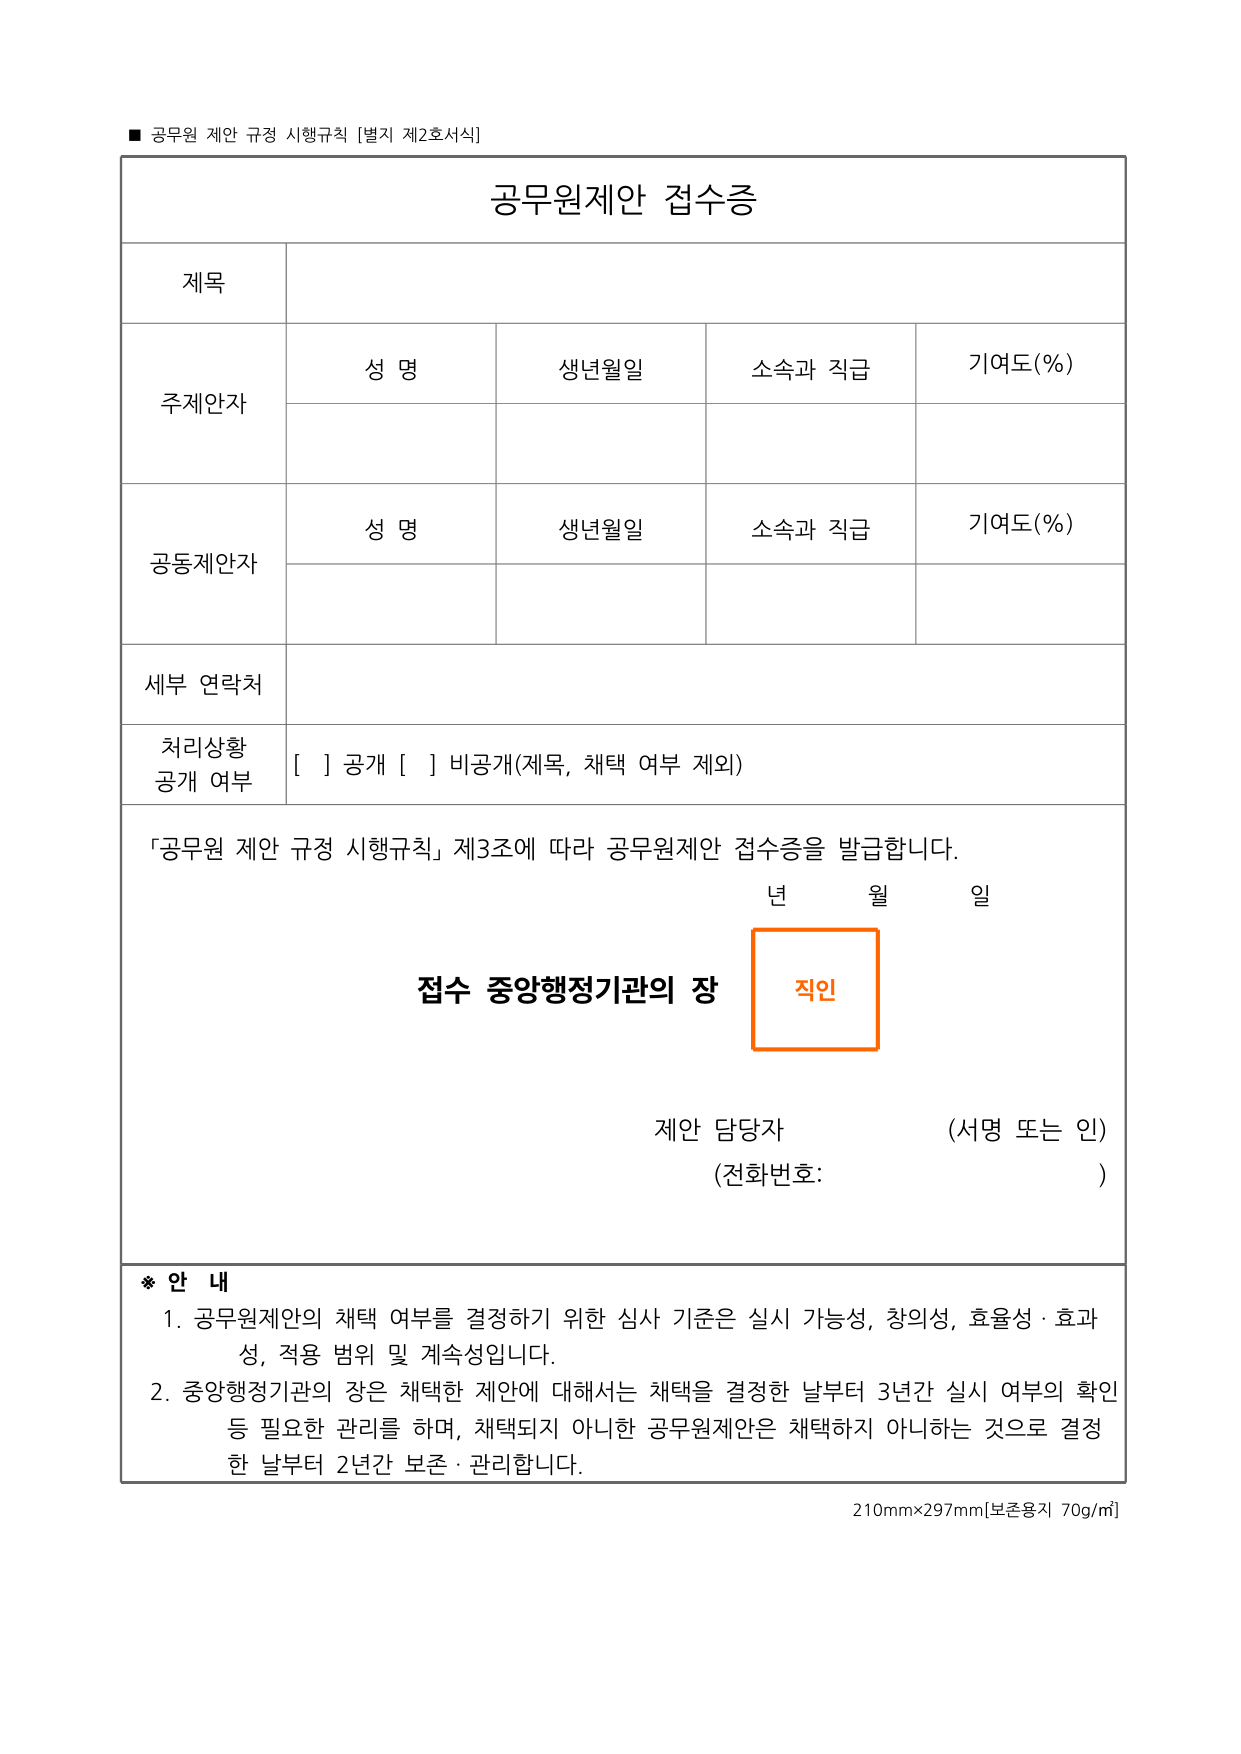 ■ 공무원 제안 규정 시행규칙 [별지 제2호서식]
공무원제안 접수증
제목
주제안자
성 명
생년월일
소속과 직급
기여도(%)
공동제안자
성 명
생년월일
소속과 직급
기여도(%)
세부 연락처
처리상황
공개 여부
[ ] 공개 [ ] 비공개(제목, 채택 여부 제외)
「공무원 제안 규정 시행규칙」 제3조에 따라 공무원제안 접수증을 발급합니다.
년 월 일
접수 중앙행정기관의 장
직인
제안 담당자 (서명 또는 인)
(전화번호: )
※ 안 내
1. 공무원제안의 채택 여부를 결정하기 위한 심사 기준은 실시 가능성, 창의성, 효율성ㆍ효과
성, 적용 범위 및 계속성입니다.
2. 중앙행정기관의 장은 채택한 제안에 대해서는 채택을 결정한 날부터 3년간 실시 여부의 확인
등 필요한 관리를 하며, 채택되지 아니한 공무원제안은 채택하지 아니하는 것으로 결정
한 날부터 2년간 보존ㆍ관리합니다.
210mm×297mm[보존용지 70g/㎡]